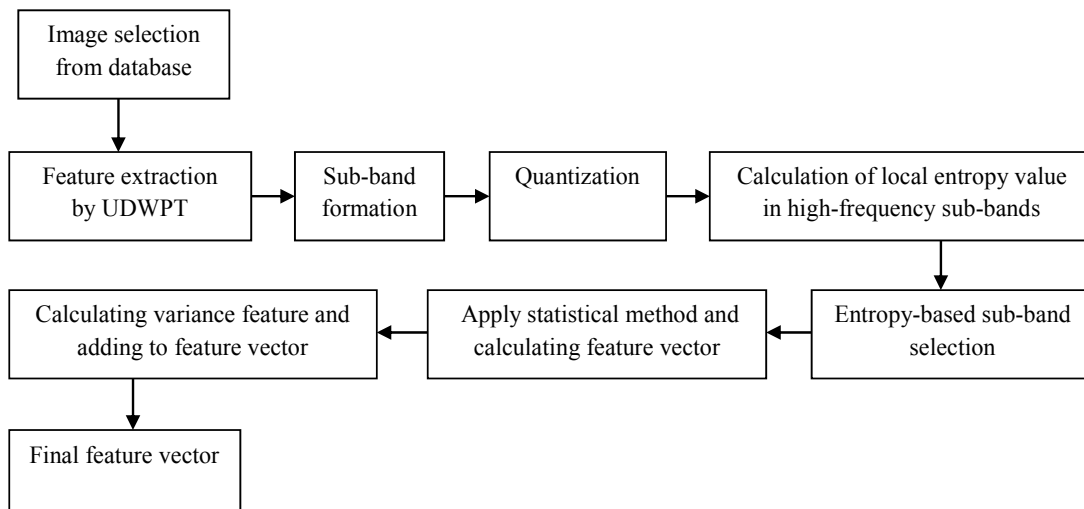 Image selection
from database
Feature extraction
by UDWPT
Sub-band
formation
Quantization
Calculation of local entropy value
in high-frequency sub-bands
Entropy-based sub-band
selection
Apply statistical method and
calculating feature vector
Calculating variance feature and
adding to feature vector
Final feature vector